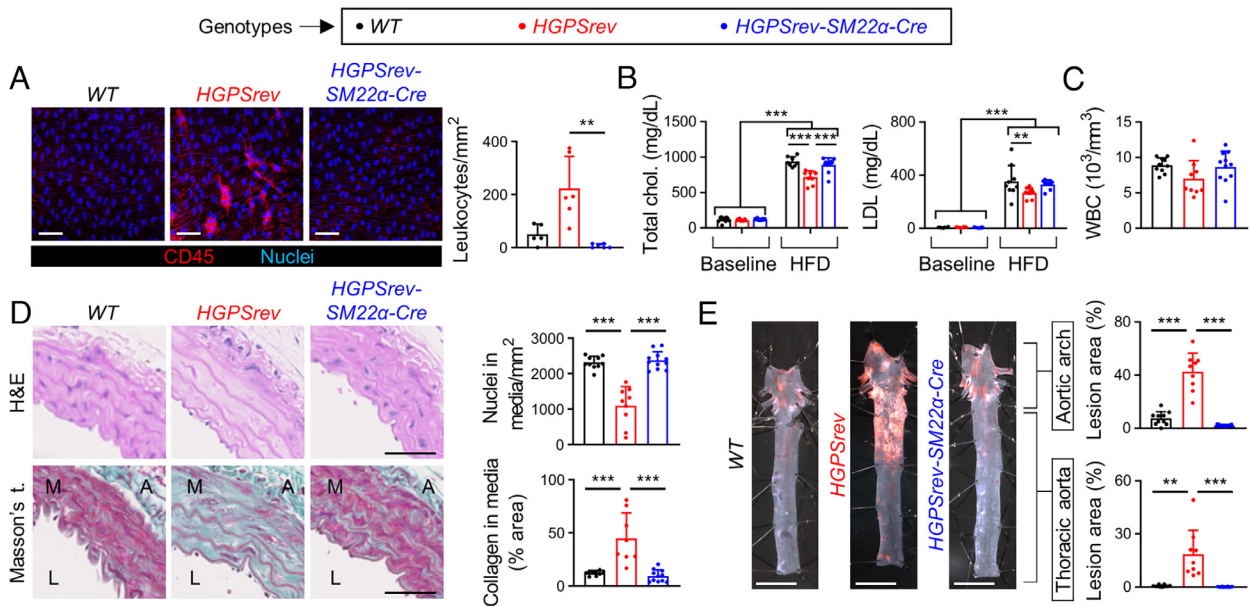 Genotypes
WT
HGPSrev
HGPSrev-SM22α-Cre
A
WT
HGPSrev
HGPSrev-
SM22α-Cre
CD45
Nuclei
Leukocytes/mm2
400
200
0
**
B
Total chol. (mg/dL)
1500
1000
500
0
***
***
***
Baseline
HFD
LDL (mg/dL)
800
400
0
***
**
Baseline
HFD
C
WBC (103/mm3)
15
10
5
0
D
WT
HGPSrev
HGPSrev-
SM22α-Cre
H&E
Masson's t.
M
A
L
M
A
L
M
A
L
Nuclei in
media/mm2
3000
2000
1000
0
***
***
Collagen in media
(% area)
100
50
0
***
***
E
WT
HGPSrev
HGPSrev-SM22α-Cre
Aortic arch
Lesion area (%)
80
40
0
***
***
Thoracic aorta
Lesion area (%)
60
30
0
**
***